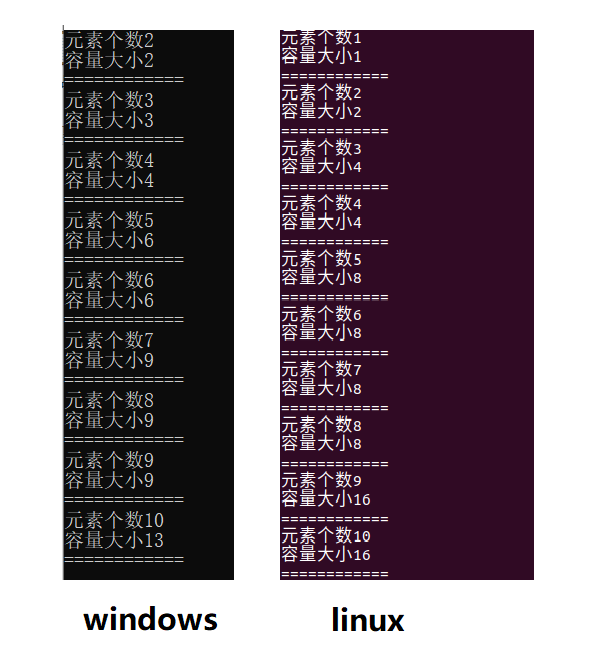 元素个数2
容量大小2
============
元素个数3
容量大小3
============
元素个数4
容量大小4
============
元素个数5
容量大小6
============
元素个数6
容量大小6
============
元素个数7
容量大小9
============
元素个数8
容量大小9
============
元素个数9
容量大小9
============
元素个数10
容量大小13
============
windows
元素个数1
容量大小1
============
元素个数2
容量大小2
============
元素个数3
容量大小4
============
元素个数4
容量大小4
============
元素个数5
容量大小8
============
元素个数6
容量大小8
============
元素个数7
容量大小8
============
元素个数8
容量大小8
============
元素个数9
容量大小16
============
元素个数10
容量大小16
============
linux